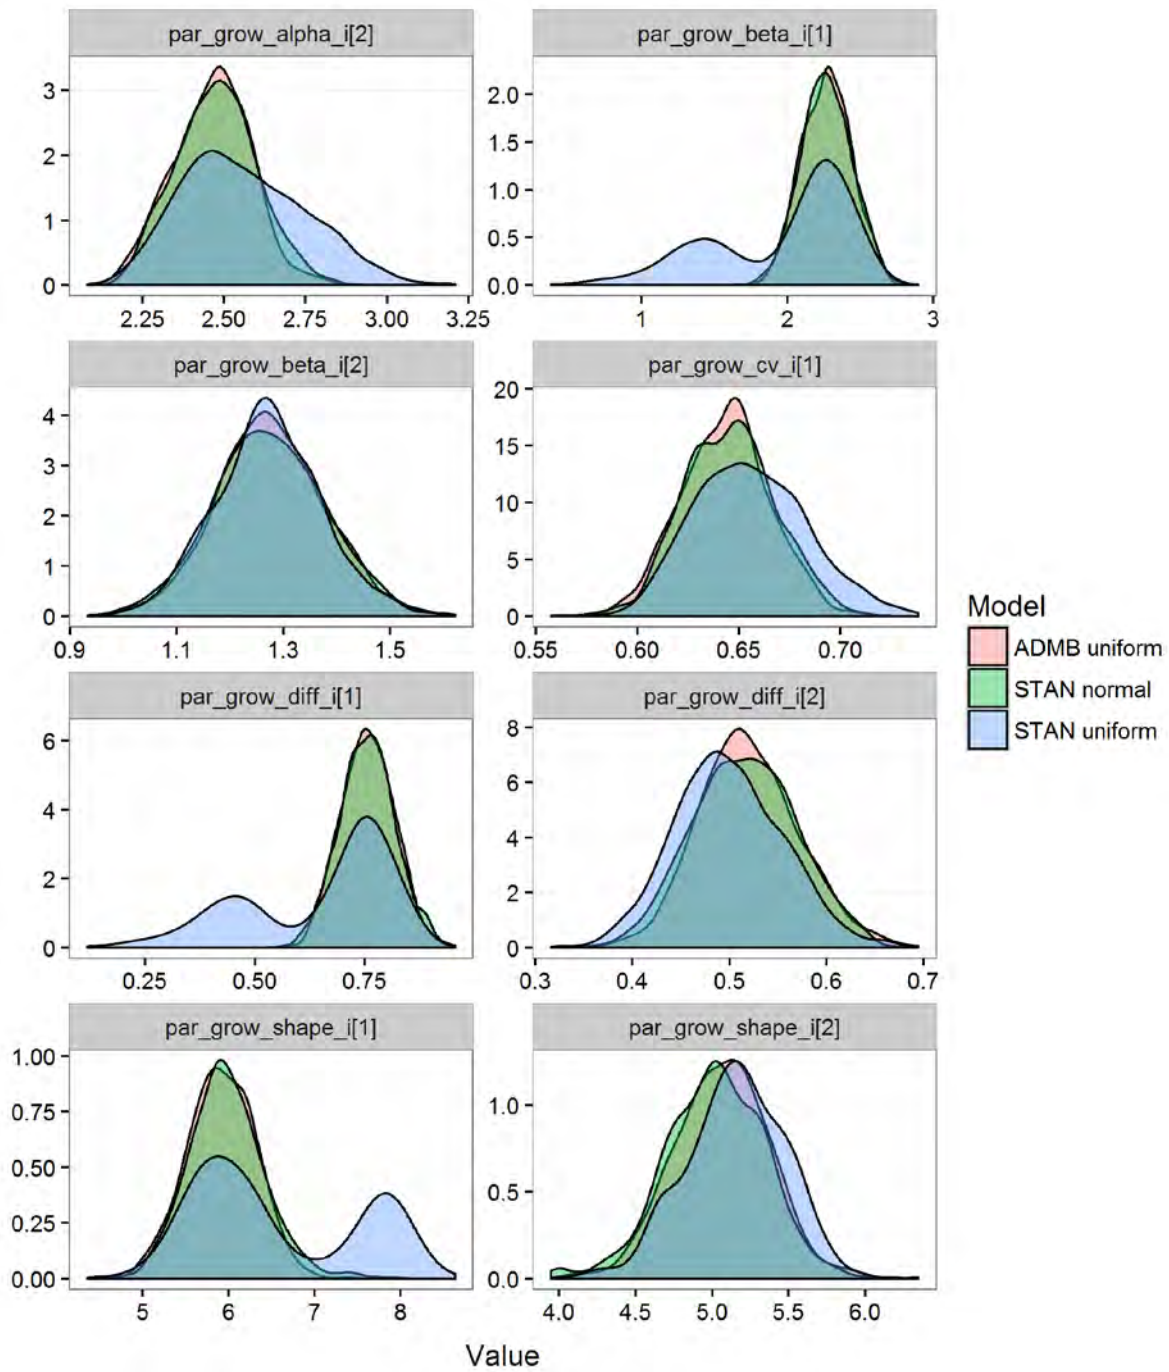 par_grow_alpha_i[2] par_grow_beta_i[1]
3
2
1
0
2.0
1.5
1.0
0.5
0.0
2.25 2.50 2.75 3.00 3.25
1 2 3
par_grow_beta_i[2] par_grow_cv_i[1]
4
3
2
1
0
20
15
10
5
0
0.9 1.1 1.3 1.5
0.55 0.60 0.65 0.70
par_grow_diff_i[1] par_grow_diff_i[2]
6
4
2
0
8
6
4
2
0
0.25 0.50 0.75
0.3 0.4 0.5 0.6 0.7
par_grow_shape_i[1] par_grow_shape_i[2]
1.00
0.75
0.50
0.25
0.00
1.0
0.5
0.0
5 6 7 8
4.0 4.5 5.0 5.5 6.0
Value
Model
ADMB uniform
STAN normal
STAN uniform